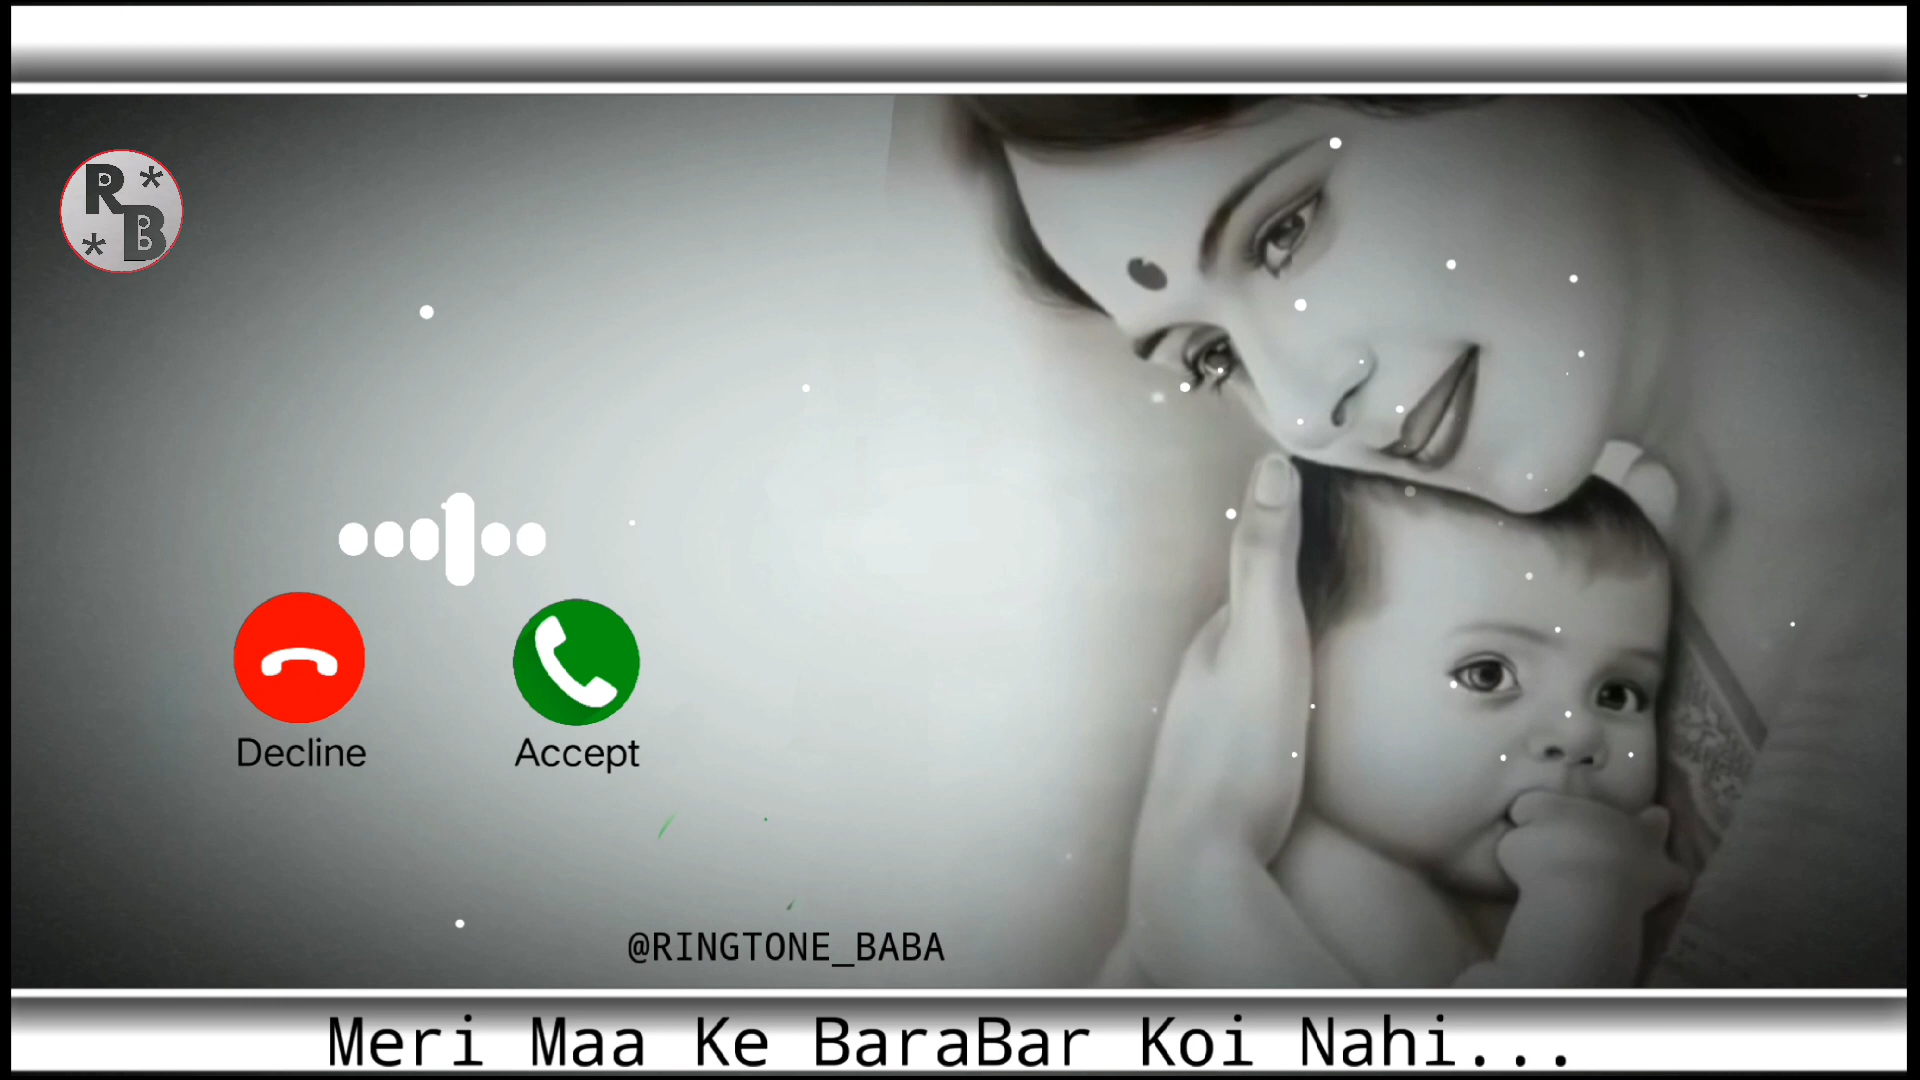 R *
* B
Decline Accept
@RINGTONE_BABA
Meri Maa Ke BaraBar Koi Nahi...